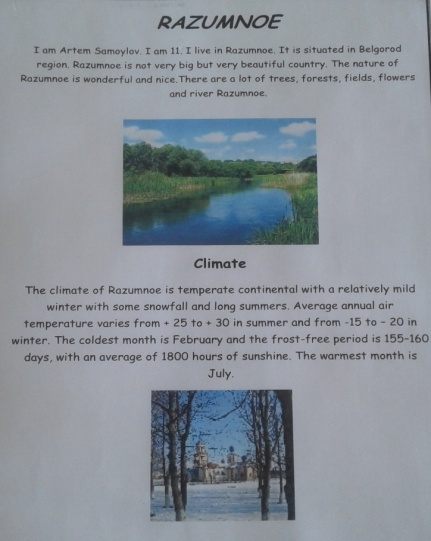 RAZUMNOE
I am Artem Samoylov. I am 11. I live in Razumnoe. It is situated in Belgorod
region. Razumnoe is not very big but very beautiful country. The nature of
Razumnoe is wonderful and nice.There are a lot of trees, forests, fields, flowers
and river Razumnoe.
Climate
The climate of Razumnoe is temperate continental with a relatively mild
winter with some snowfall and long summers. Average annual air
temperature varies from + 25 to + 30 in summer and from -15 to – 20 in
winter. The coldest month is February and the frost-free period is 155-160
days, with an average of 1800 hours of sunshine. The warmest month is
July.